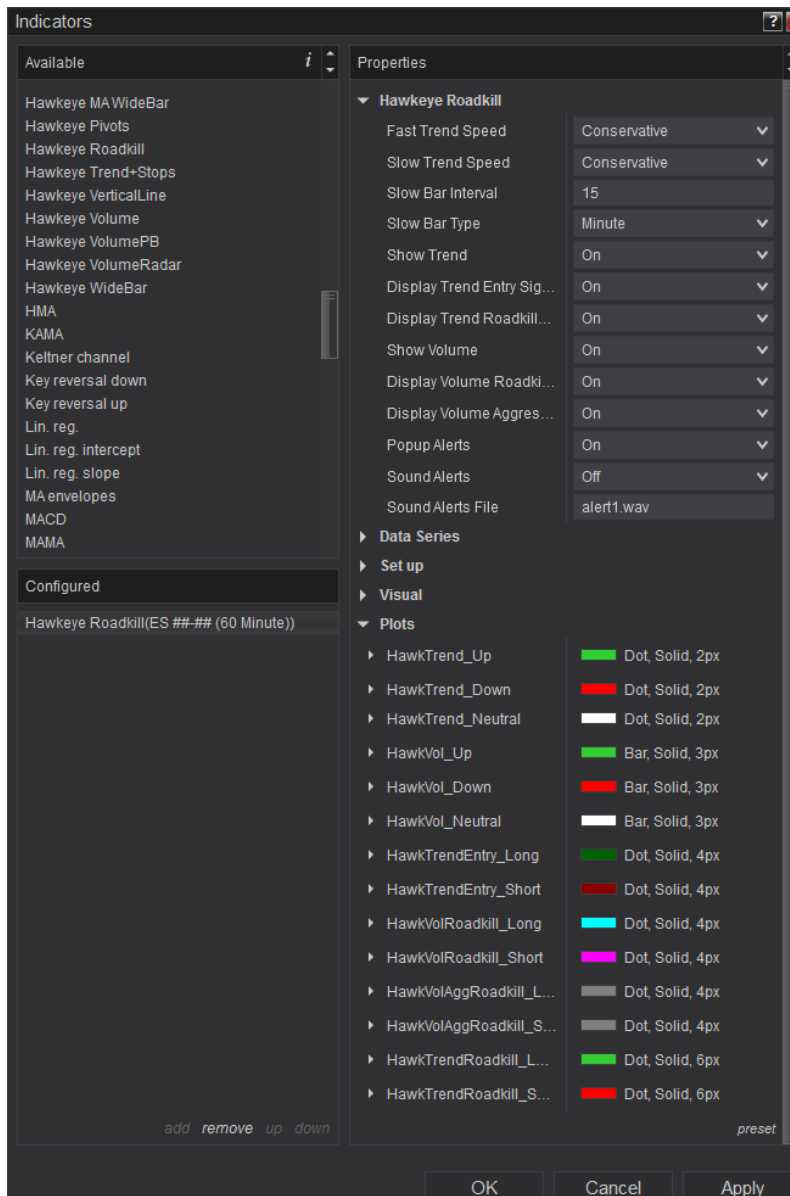 Indicators
?
Available
i
Hawkeye MA WideBar
Hawkeye Pivots
Hawkeye Roadkill
Hawkeye Trend+Stops
Hawkeye VerticalLine
Hawkeye Volume
Hawkeye VolumePB
Hawkeye VolumeRadar
Hawkeye WideBar
HMA
KAMA
Keltner channel
Key reversal down
Key reversal up
Lin. reg.
Lin. reg. intercept
Lin. reg. slope
MA envelopes
MACD
MAMA
Configured
Hawkeye Roadkill(ES ##-## (60 Minute))
add remove up down
Properties
Hawkeye Roadkill
Fast Trend Speed Conservative
Slow Trend Speed Conservative
Slow Bar Interval 15
Slow Bar Type Minute
Show Trend On
Display Trend Entry Sig... On
Display Trend Roadkill... On
Show Volume On
Display Volume Roadki... On
Display Volume Aggres... On
Popup Alerts On
Sound Alerts Off
Sound Alerts File alert1.wav
Data Series
Set up
Visual
Plots
HawkTrend_Up Dot, Solid, 2px
HawkTrend_Down Dot, Solid, 2px
HawkTrend_Neutral Dot, Solid, 2px
HawkVol_Up Bar, Solid, 3px
HawkVol_Down Bar, Solid, 3px
HawkVol_Neutral Bar, Solid, 3px
HawkTrendEntry_Long Dot, Solid, 4px
HawkTrendEntry_Short Dot, Solid, 4px
HawkVolRoadkill_Long Dot, Solid, 4px
HawkVolRoadkill_Short Dot, Solid, 4px
HawkVolAggRoadkill_L... Dot, Solid, 4px
HawkVolAggRoadkill_S... Dot, Solid, 4px
HawkTrendRoadkill_L... Dot, Solid, 6px
HawkTrendRoadkill_S... Dot, Solid, 6px
preset
OK Cancel Apply